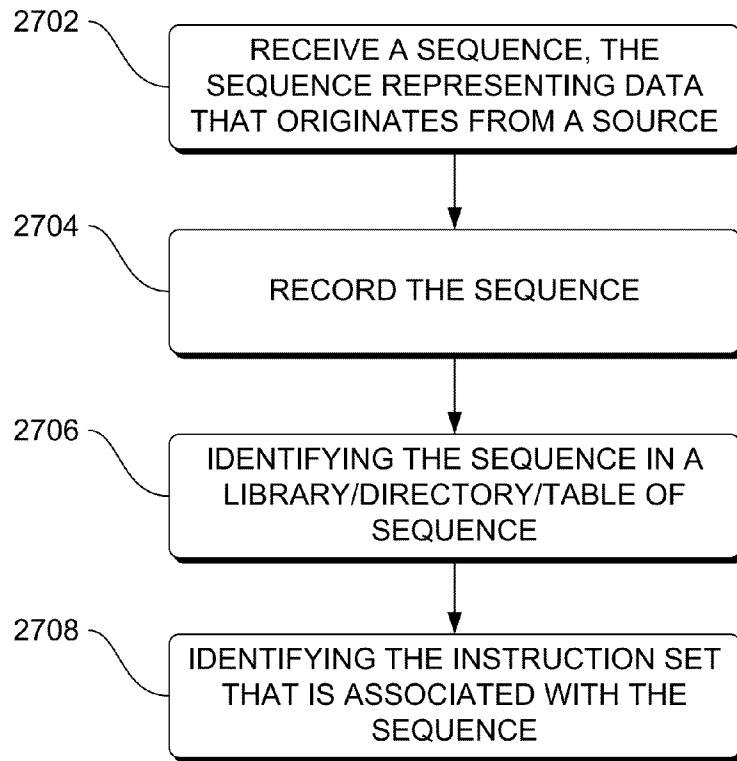 2702
RECEIVE A SEQUENCE, THE
SEQUENCE REPRESENTING DATA
THAT ORIGINATES FROM A SOURCE
2704
RECORD THE SEQUENCE
2706
IDENTIFYING THE SEQUENCE IN A
LIBRARY/DIRECTORY/TABLE OF
SEQUENCE
2708
IDENTIFYING THE INSTRUCTION SET
THAT IS ASSOCIATED WITH THE
SEQUENCE